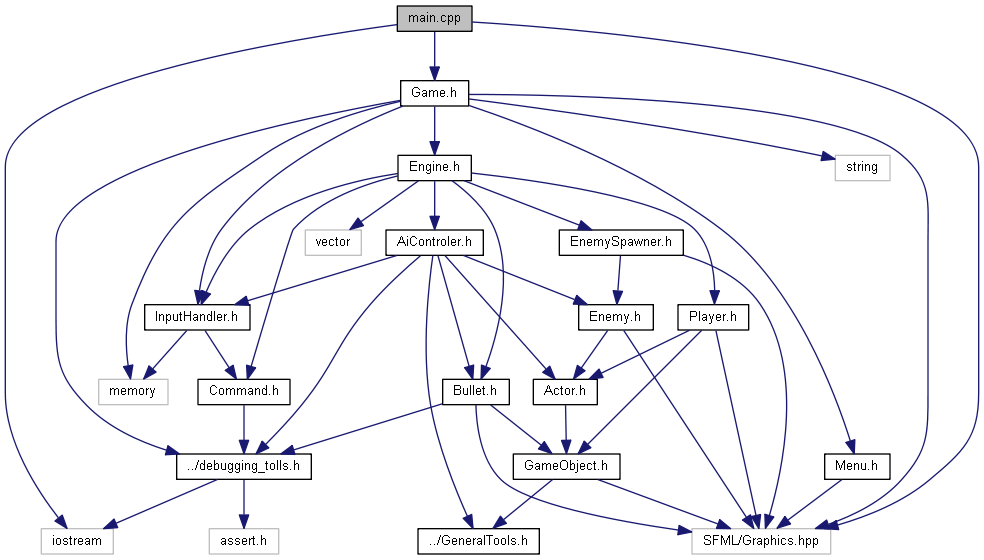 main.cpp
Game.h
Engine.h
string
vector
AiControler.h
EnemySpawner.h
InputHandler.h
Enemy.h
Player.h
memory
Command.h
Bullet.h
Actor.h
../debugging_tolls.h
GameObject.h
Menu.h
iostream
assert.h
../GeneralTools.h
SFML/Graphics.hpp